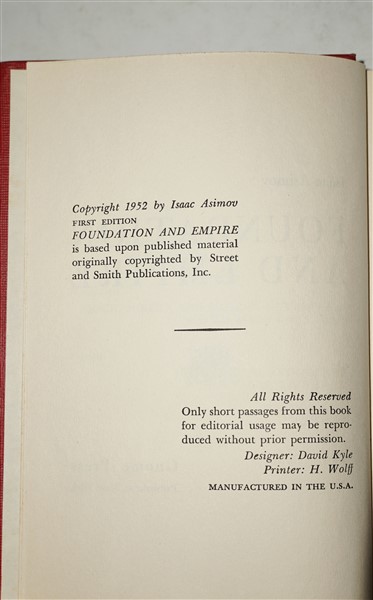 Copyright 1952 by Isaac Asimov
FIRST EDITION
FOUNDATION AND EMPIRE
is based upon published material
originally copyrighted by Street
and Smith Publications, Inc.
All Rights Reserved
Only short passages from this book
for editorial usage may be repro-
duced without prior permission.
Designer: David Kyle
Printer: H. Wolff
MANUFACTURED IN THE U.S.A.